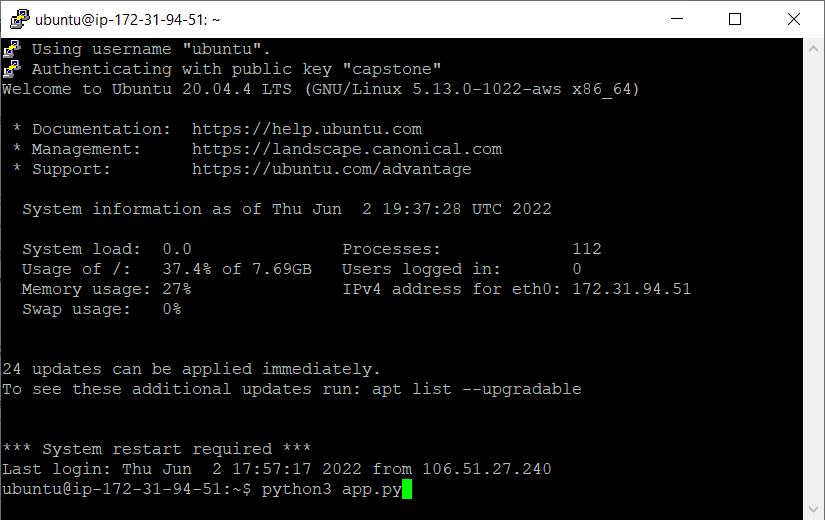 ubuntu@ip-172-31-94-51: ~
Using username "ubuntu".
Authenticating with public key "capstone"
Welcome to Ubuntu 20.04.4 LTS (GNU/Linux 5.13.0-1022-aws x86_64)
* Documentation:  https://help.ubuntu.com
* Management:     https://landscape.canonical.com
* Support:        https://ubuntu.com/advantage
System information as of Thu Jun  2 19:37:28 UTC 2022
System load:  0.0               Processes:             112
Usage of /:   37.4% of 7.69GB   Users logged in:       0
Memory usage: 27%               IPv4 address for eth0: 172.31.94.51
Swap usage:   0%
24 updates can be applied immediately.
To see these additional updates run: apt list --upgradable
*** System restart required ***
Last login: Thu Jun  2 17:57:17 2022 from 106.51.27.240
ubuntu@ip-172-31-94-51:~$ python3 app.py